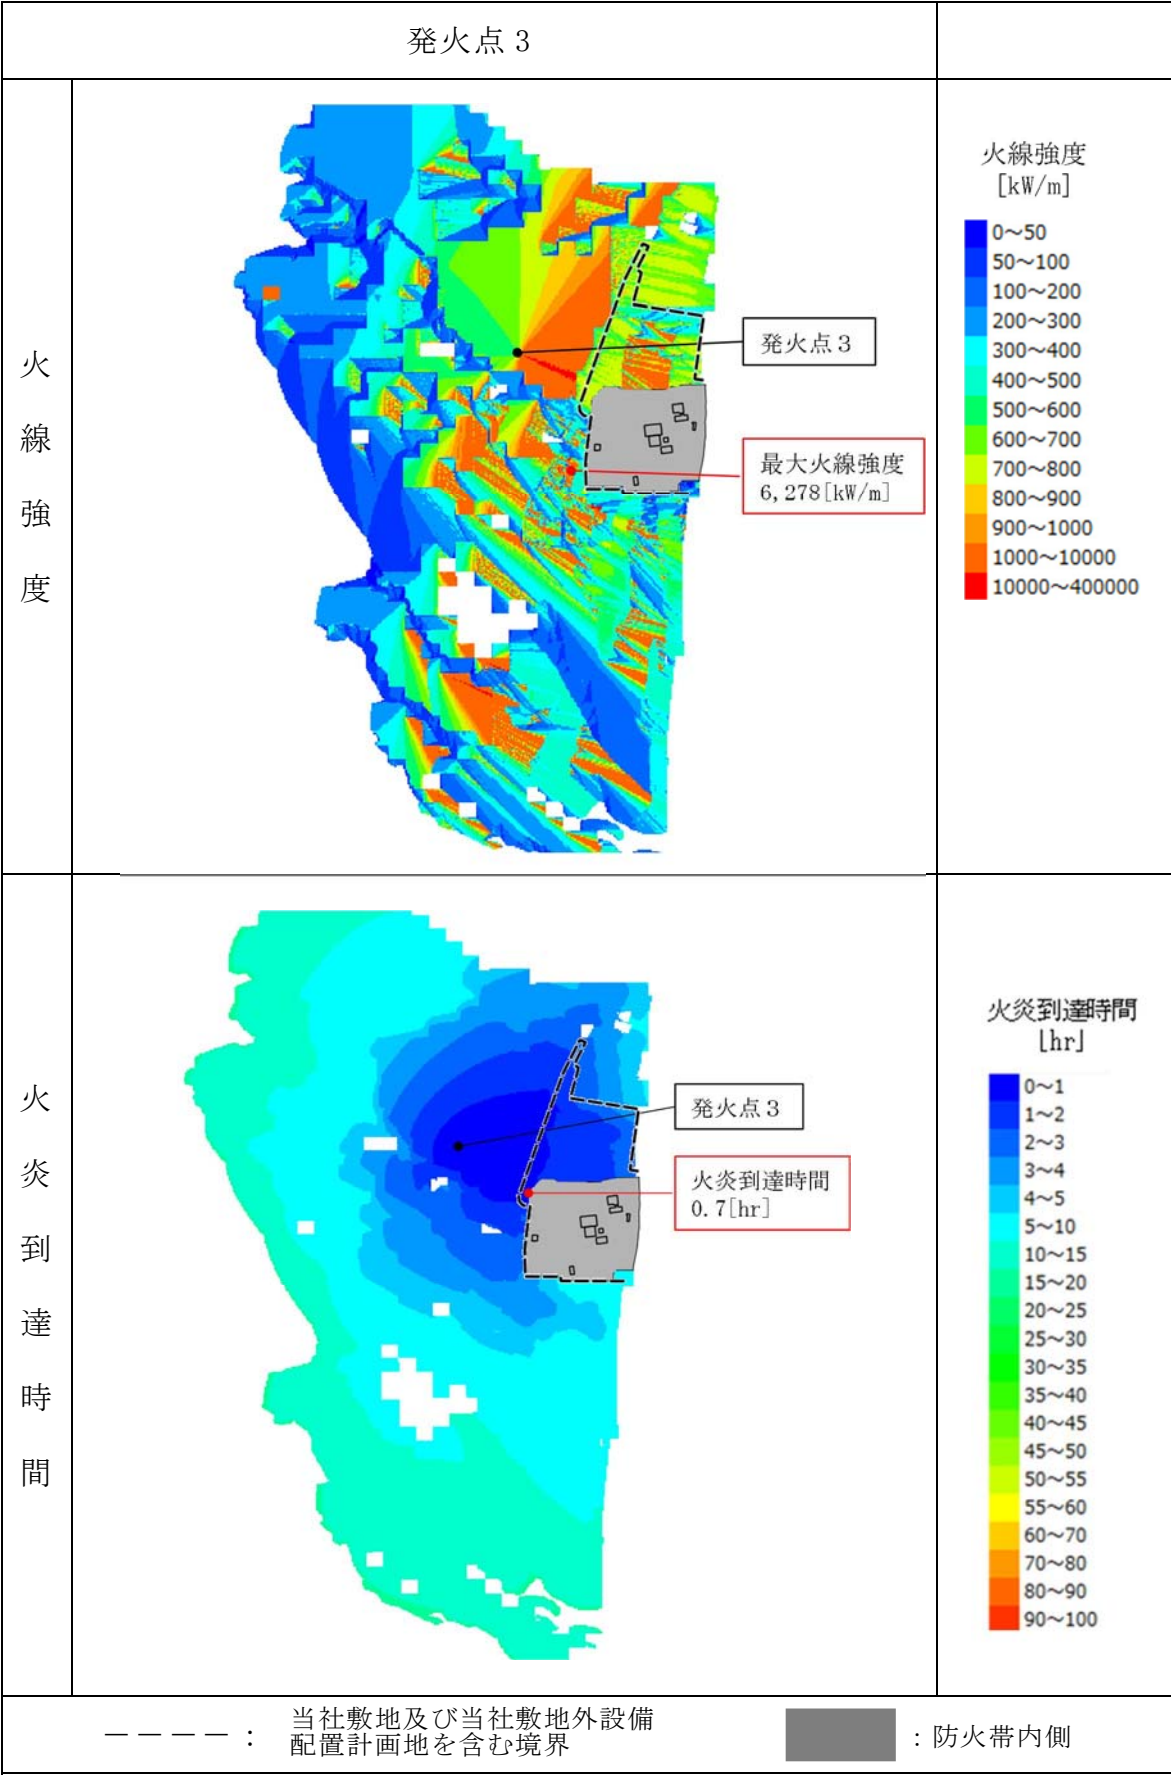 発火点３
火線強度
火線強度
[kW/m]
0～50
50～100
100～200
200～300
300～400
400～500
500～600
600～700
700～800
800～900
900～1000
1000～10000
10000～400000
発火点３
最大火線強度
6,278[kW/m]
火炎到達時間
火炎到達時間
[hr]
0～1
1～2
2～3
3～4
4～5
5～10
10～15
15～20
20～25
25～30
30～35
35～40
40～45
45～50
50～55
55～60
60～70
70～80
80～90
90～100
発火点３
火炎到達時間
0.7[hr]
－－－－：
当社敷地及び当社敷地外設備
配置計画地を含む境界
：防火帯内側